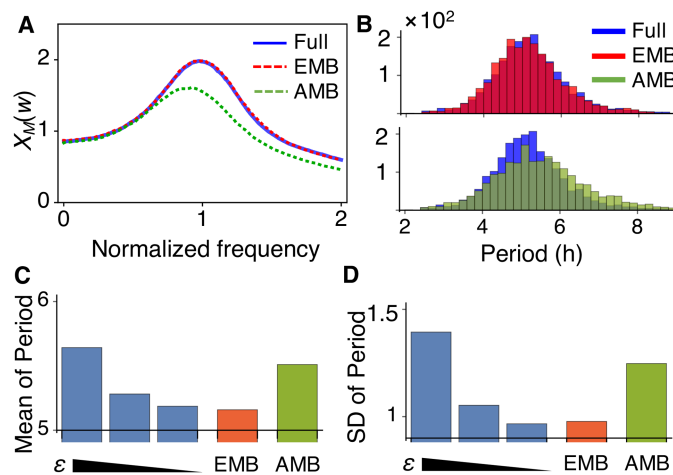 A
Full
EMB
AMB
2
1
0
X_M(w)
0
1
2
Normalized frequency
B
×10²
Full
EMB
AMB
2
1
0
2
1
0
2
4
6
8
Period (h)
C
6
5
Mean of Period
ε
EMB
AMB
D
1.5
1
SD of Period
ε
EMB
AMB